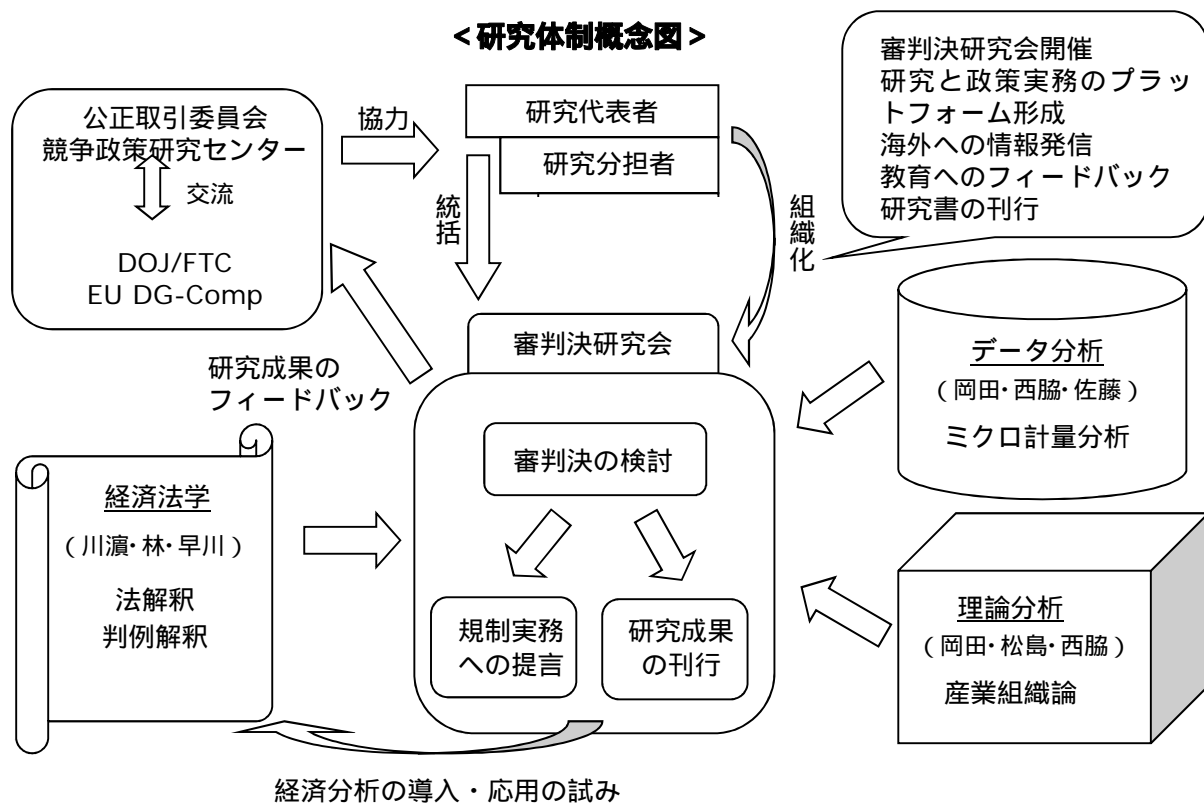 <研究体制概念図>
公正取引委員会
競争政策研究センター
交流
DOJ/FTC
EU DG-Comp
協力
研究代表者
研究分担者
統括
組織化
審判決研究会開催
研究と政策実務のプラッ
トフォーム形成
海外への情報発信
教育へのフィードバック
研究書の刊行
研究成果の
フィードバック
審判決研究会
審判決の検討
規制実務
への提言
研究成果
の刊行
データ分析
(岡田・西脇・佐藤)
ミクロ計量分析
経済法学
(川濵・林・早川)
法解釈
判例解釈
理論分析
(岡田・松島・西脇)
産業組織論
経済分析の導入・応用の試み